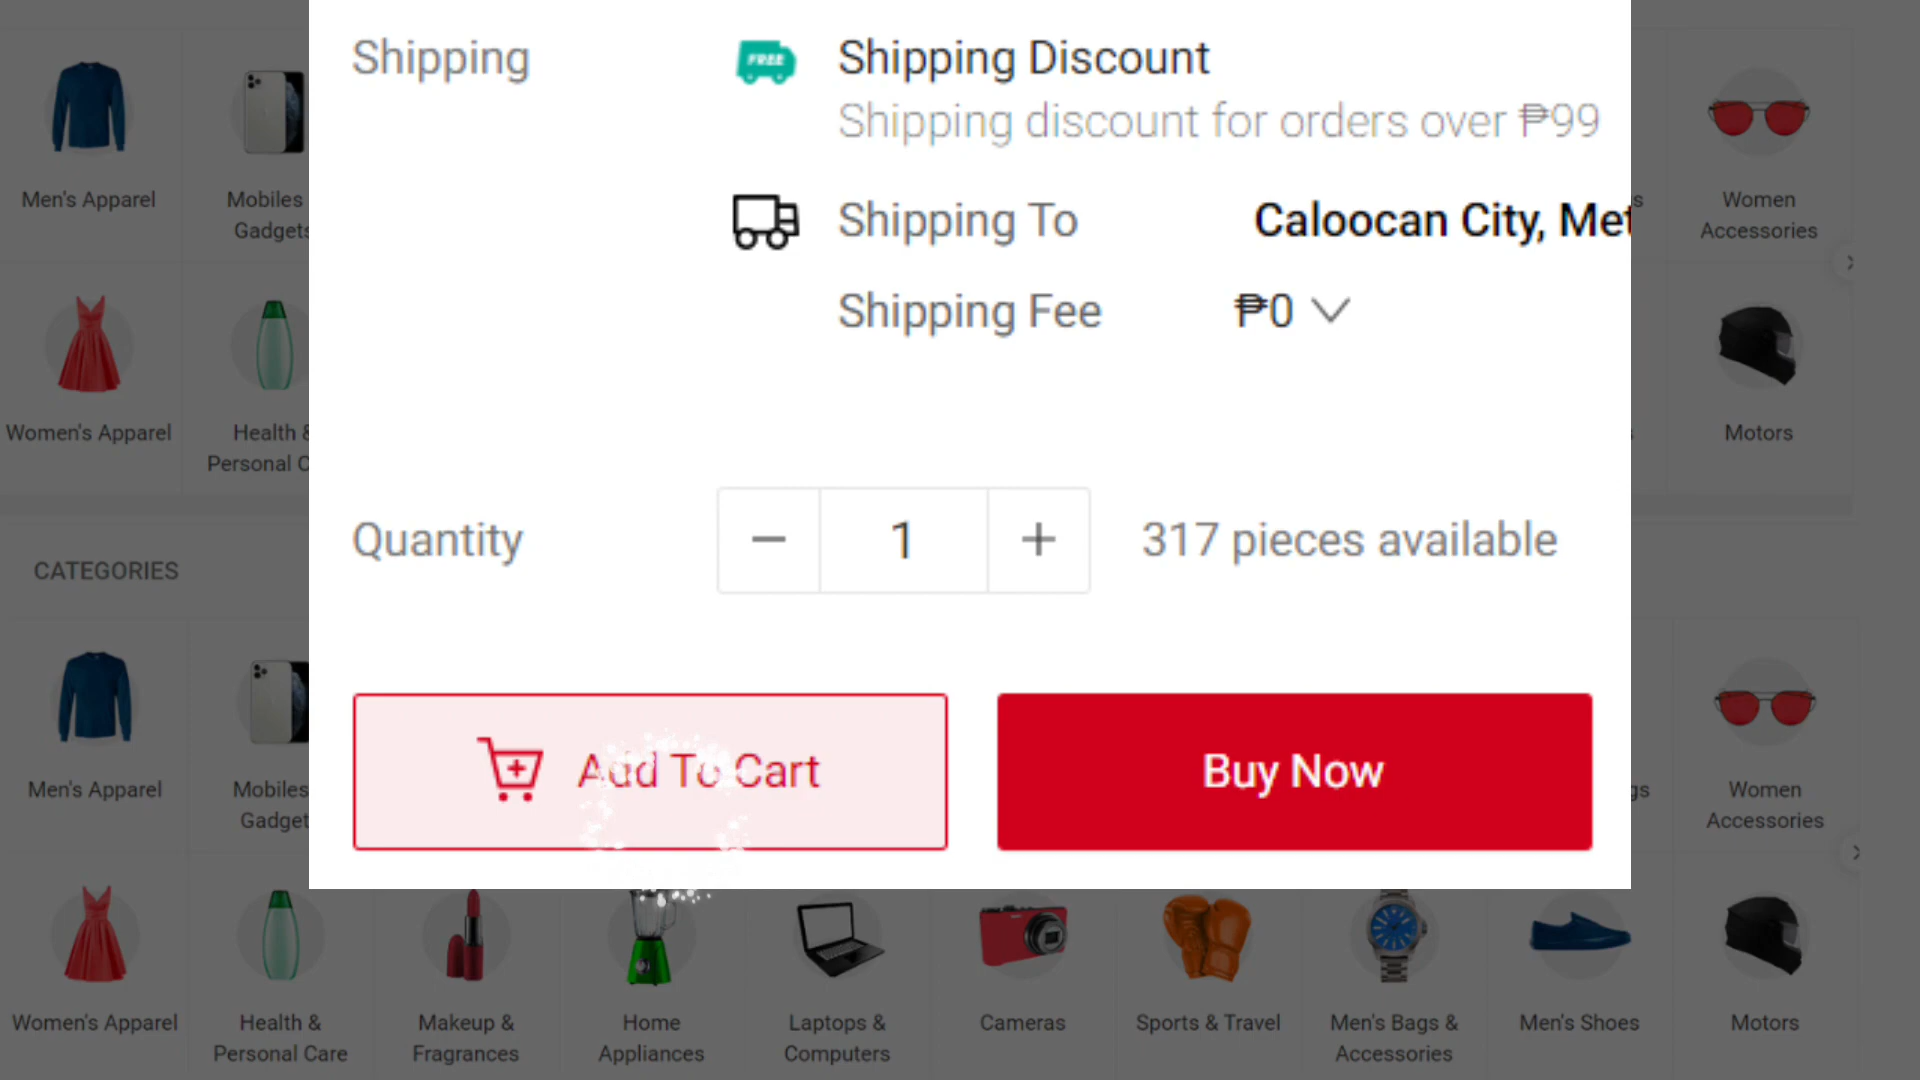 Shipping
FREE
Shipping Discount
Shipping discount for orders over ₱99
Shipping To
Caloocan City, Met
Shipping Fee
₱0
Quantity
1
317 pieces available
Add To Cart
Buy Now
Men's Apparel
Mobiles
Gadgets
s
Women
Accessories
Women's Apparel
Health &
Personal C
Motors
CATEGORIES
Men's Apparel
Mobiles
Gadget
gs
Women
Accessories
Women's Apparel
Health &
Personal Care
Makeup &
Fragrances
Home
Appliances
Laptops &
Computers
Cameras
Sports & Travel
Men's Bags &
Accessories
Men's Shoes
Motors